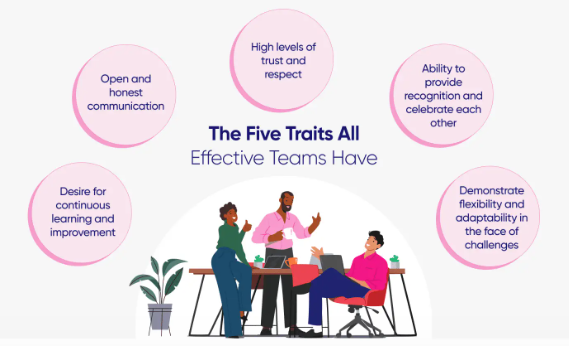 The Five Traits All
Effective Teams Have
Desire for
continuous
learning and
improvement
Open and
honest
communication
High levels of
trust and
respect
Ability to
provide
recognition and
celebrate each
other
Demonstrate
flexibility and
adaptability in
the face of
challenges